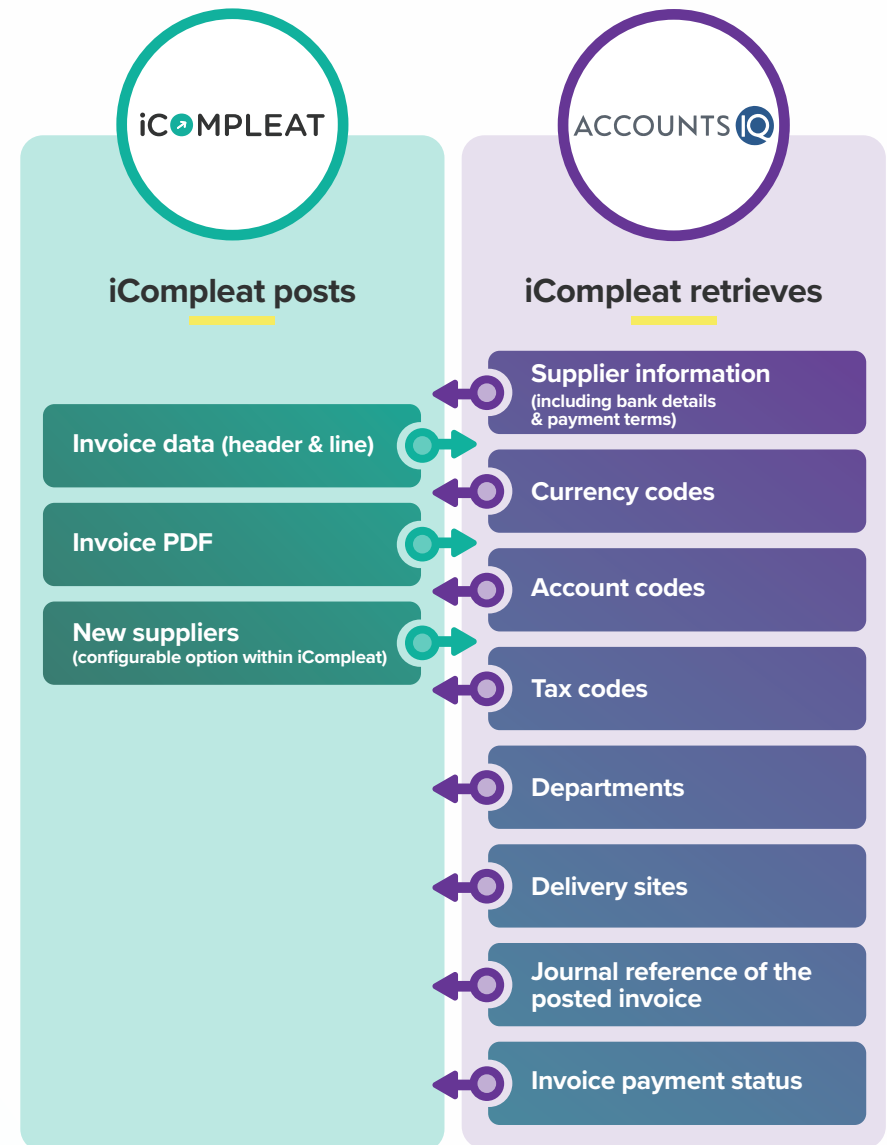 iCOMPLEAT
iCompleat posts
Invoice data (header & line)
Invoice PDF
New suppliers
(configurable option within iCompleat)
ACCOUNTS IQ
iCompleat retrieves
Supplier information
(including bank details
& payment terms)
Currency codes
Account codes
Tax codes
Departments
Delivery sites
Journal reference of the
posted invoice
Invoice payment status